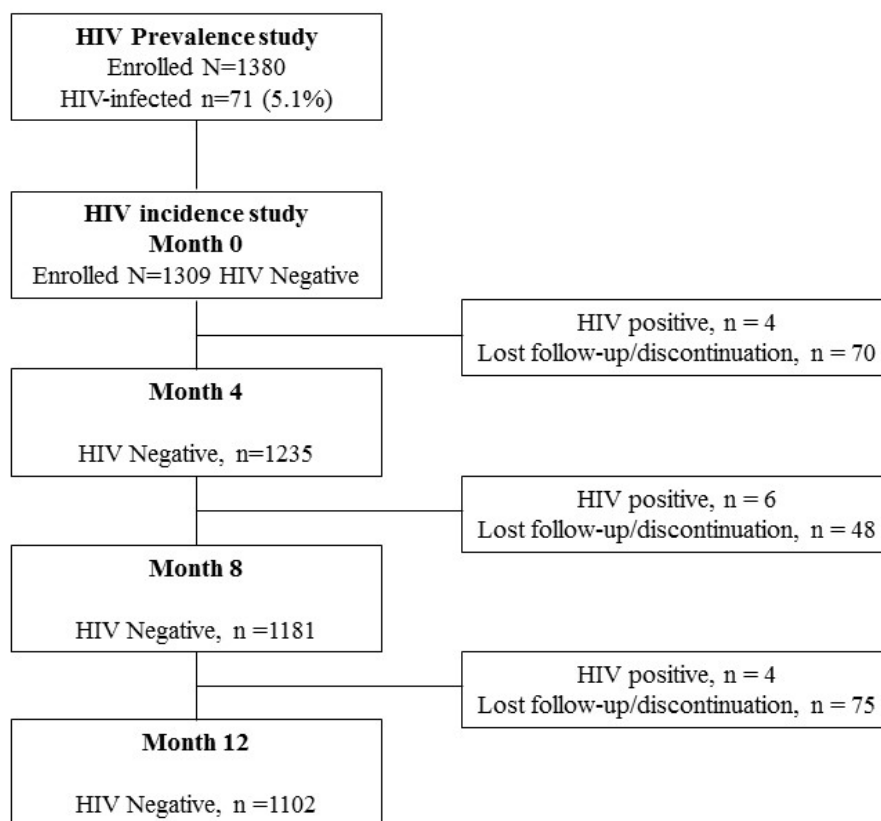 HIV Prevalence study
Enrolled N=1380
HIV-infected n=71 (5.1%)
HIV incidence study
Month 0
Enrolled N=1309 HIV Negative
HIV positive, n = 4
Lost follow-up/discontinuation, n = 70
Month 4
HIV Negative, n=1235
HIV positive, n = 6
Lost follow-up/discontinuation, n = 48
Month 8
HIV Negative, n =1181
HIV positive, n = 4
Lost follow-up/discontinuation, n = 75
Month 12
HIV Negative, n =1102